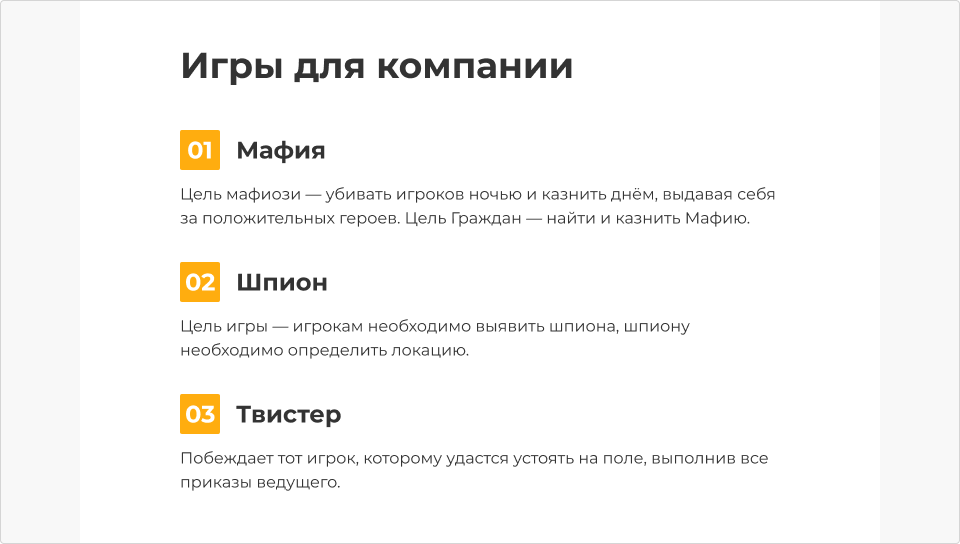 Игры для компании
01 Мафия
Цель мафиози — убивать игроков ночью и казнить днём, выдавая себя
за положительных героев. Цель Граждан — найти и казнить Мафию.
02 Шпион
Цель игры — игрокам необходимо выявить шпиона, шпиону
необходимо определить локацию.
03 Твистер
Побеждает тот игрок, которому удастся устоять на поле, выполнив все
приказы ведущего.